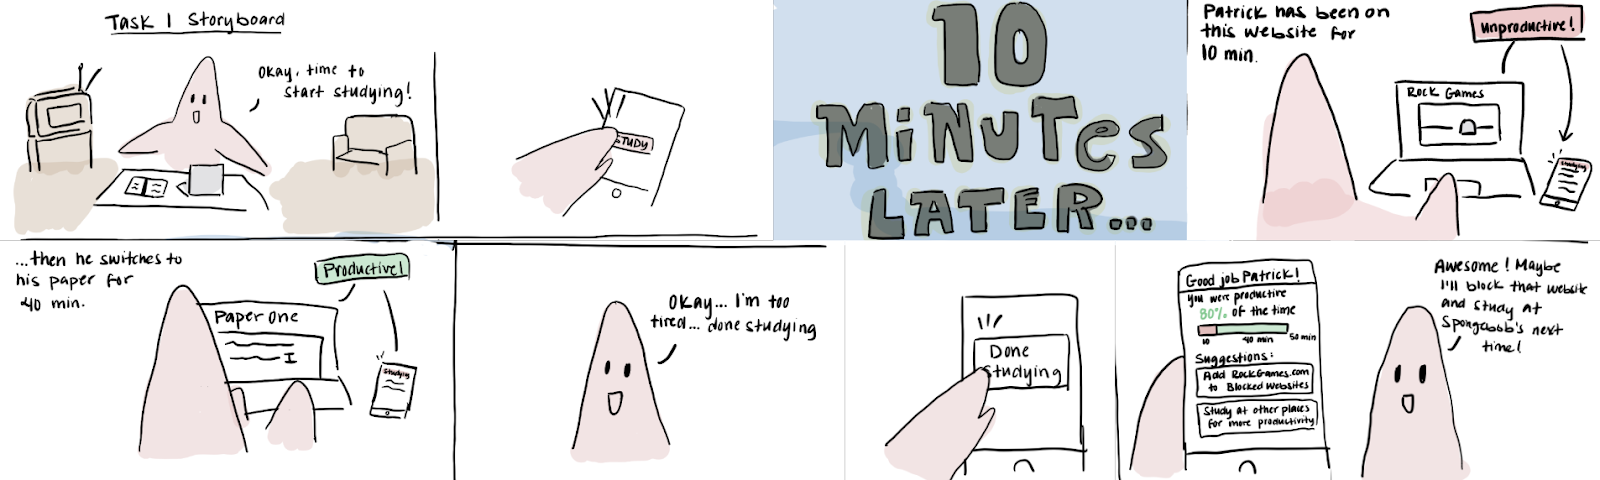 Task 1 Storyboard
Okay, time to
start studying!
STUDY
10
MINUTES
LATER...
Patrick has been on
this website for
10 min.
unproductive!
Rock Games
Studying
...then he switches to
his paper for
40 min.
Productive!
Paper One
Studying
Okay... I'm too
tired... done studying
Done
Studying
Good job Patrick!
You were productive
80% of the time
10
40 min
50 min
Suggestions:
Add RockGames.com
to Blocked Websites
Study at other places
for more productivity
Awesome! Maybe
I'll block that website
and study at
Spongebob's next
time!